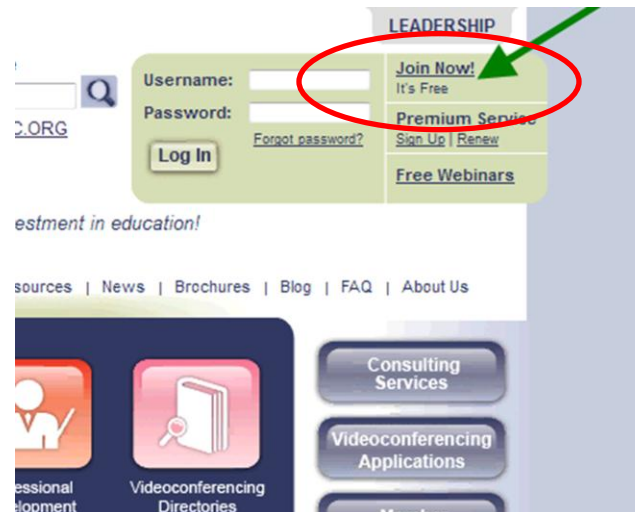 LEADERSHIP
Username:
Password:
Forgot password?
Log In
Join Now!
It's Free
Premium Service
Sign Up | Renew
Free Webinars
C.ORG
estment in education!
sources | News | Brochures | Blog | FAQ | About Us
essional
elopment
Videoconferencing
Directories
Consulting
Services
Videoconferencing
Applications